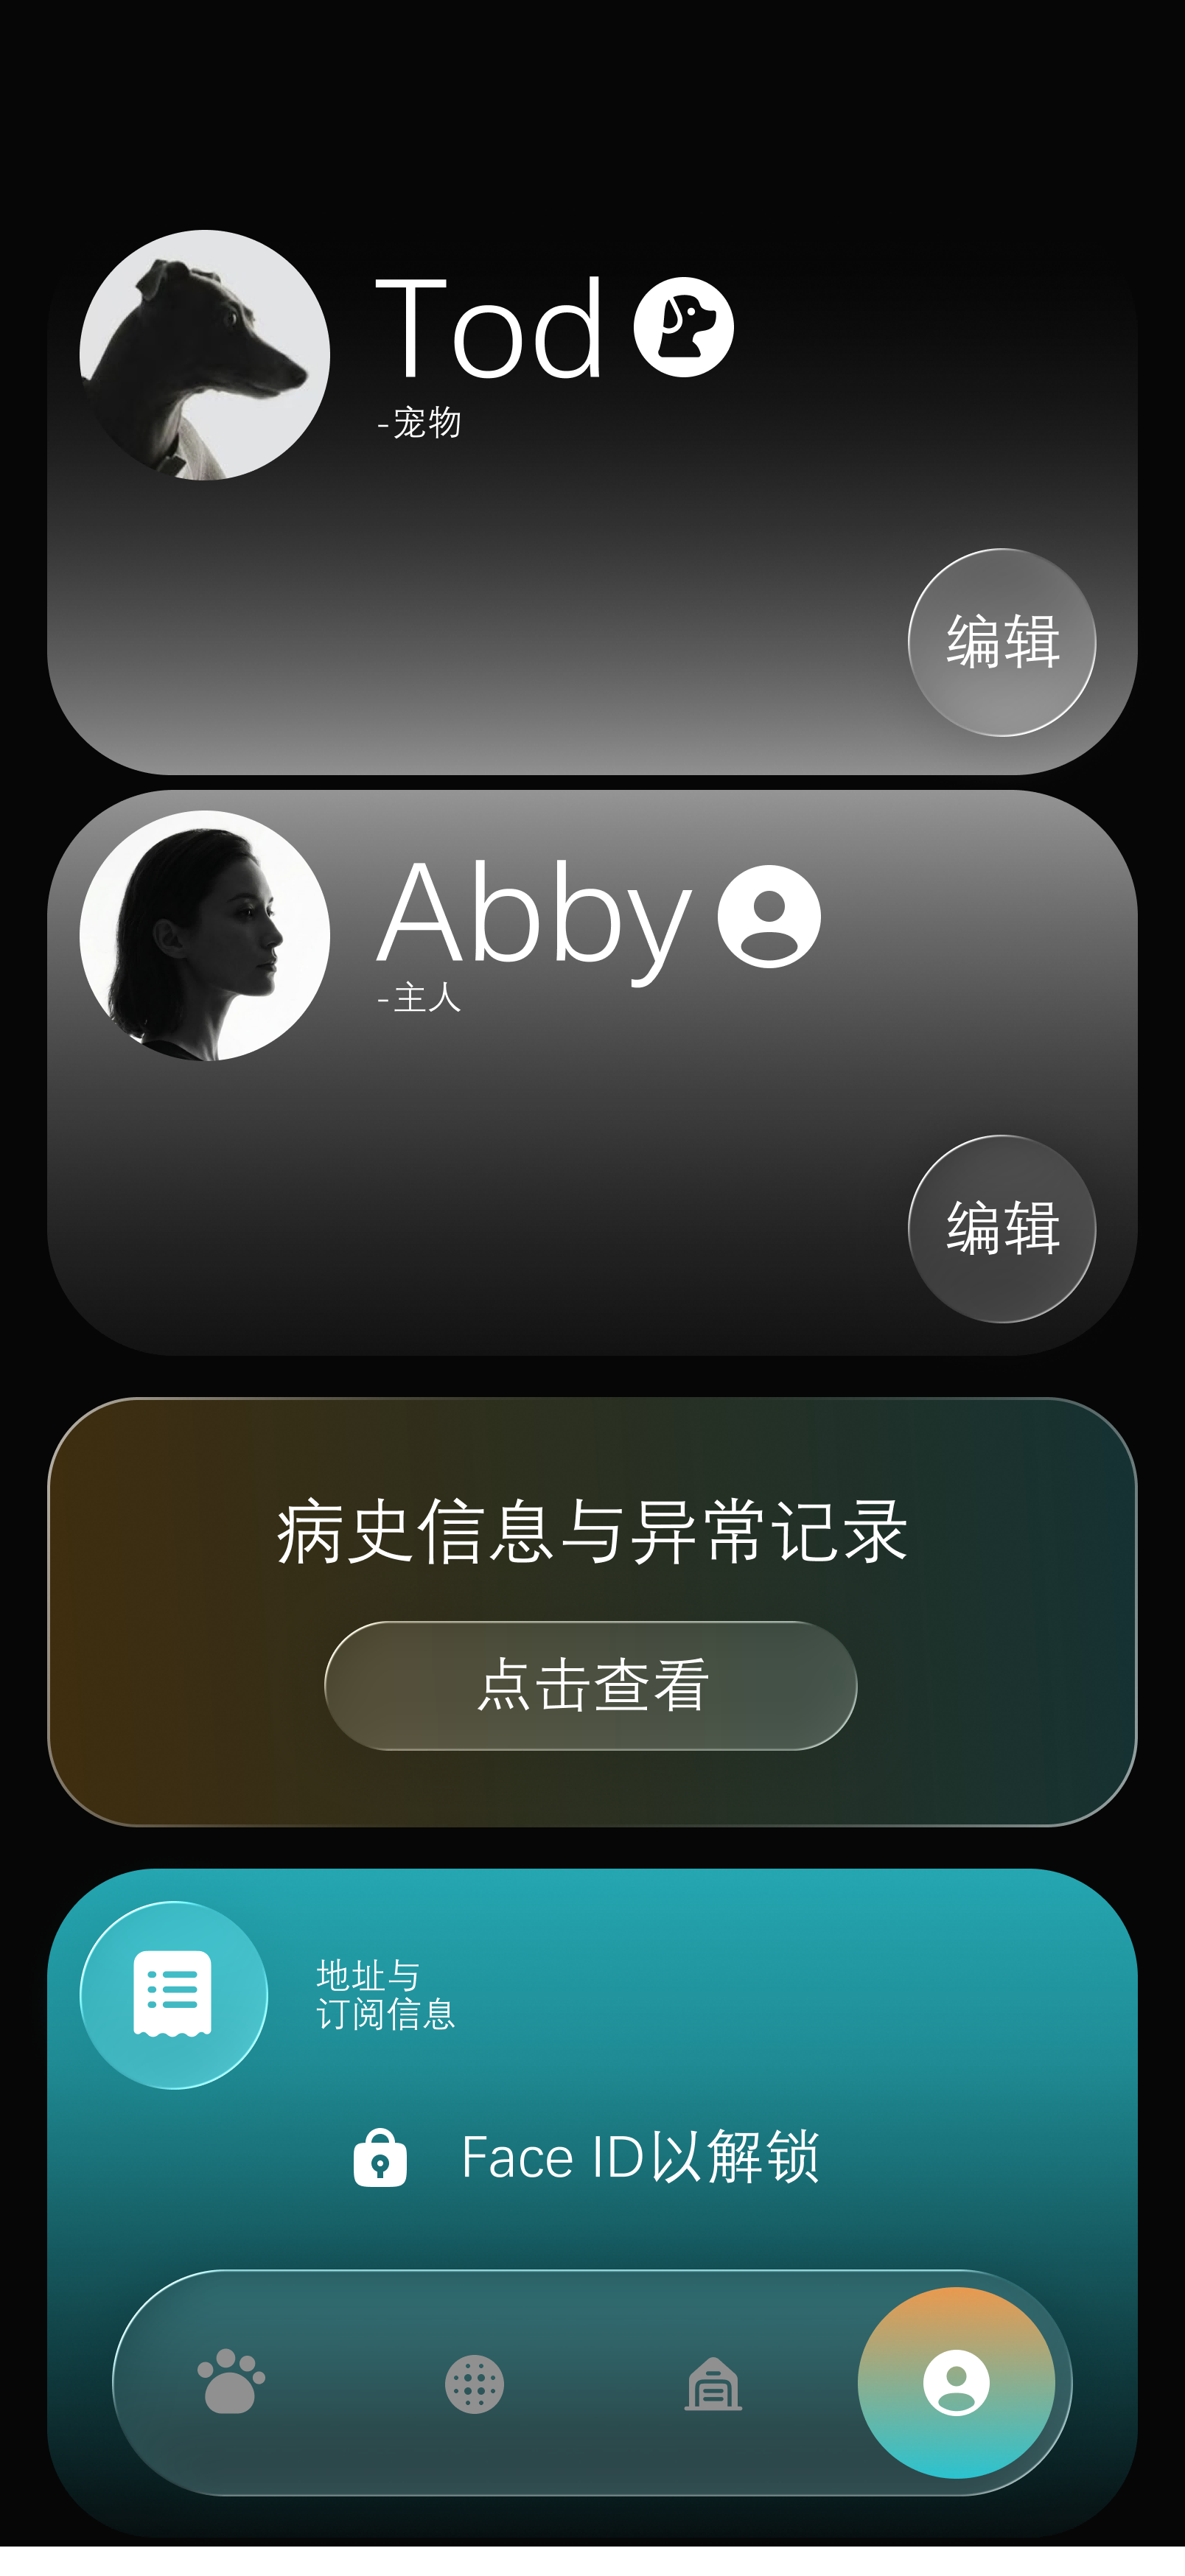 Tod
-宠物
编辑
Abby
-主人
编辑
病史信息与异常记录
点击查看
地址与
订阅信息
Face ID以解锁